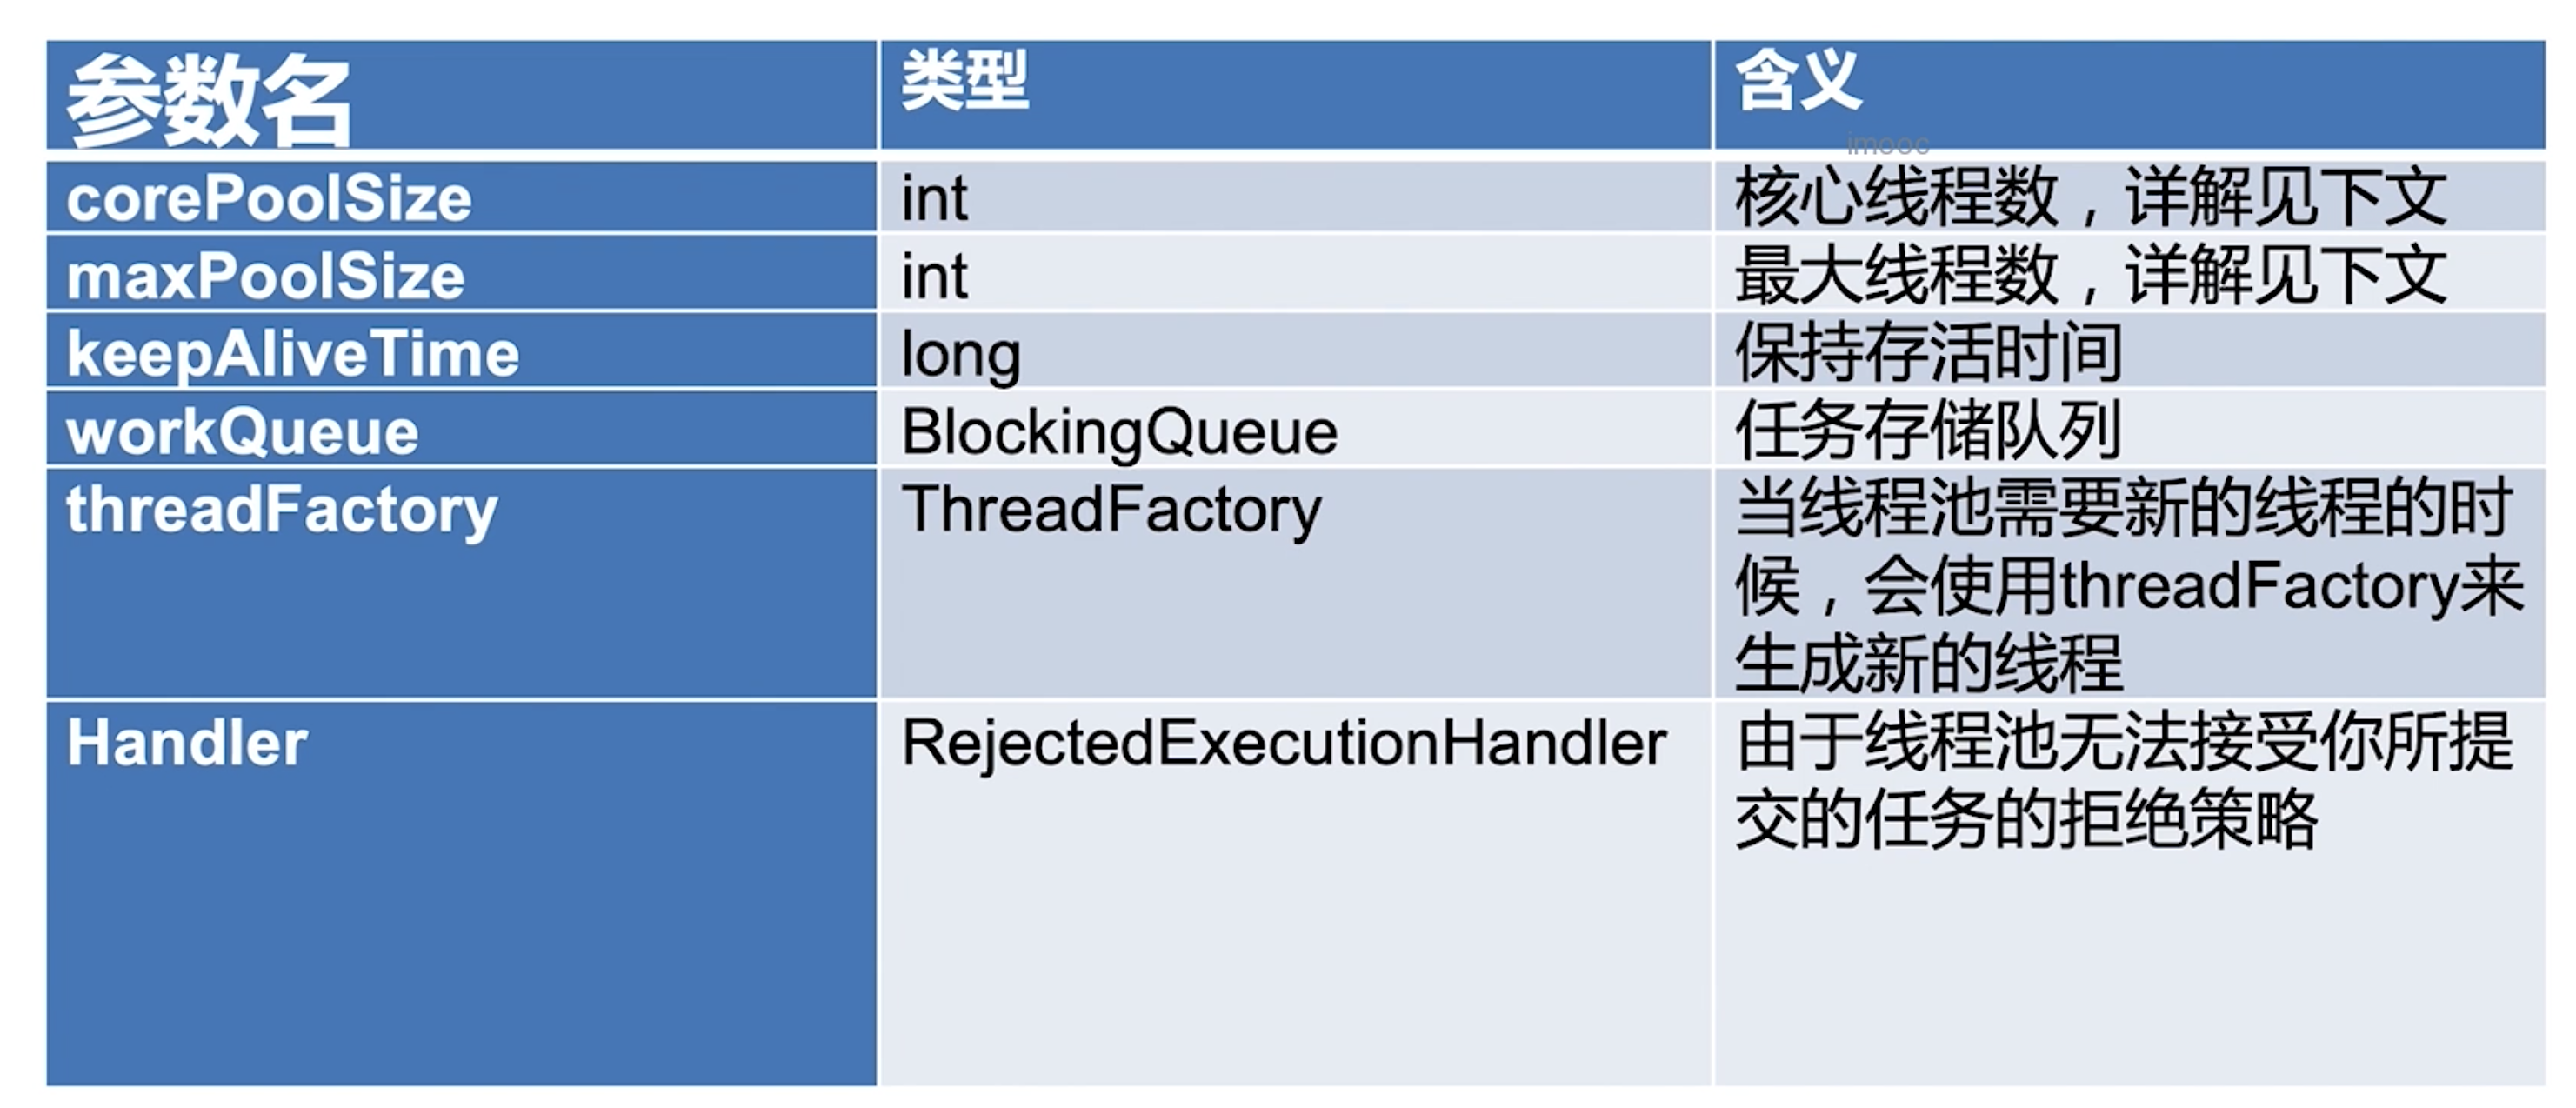 参数名
类型
含义
imooc
corePoolSize
int
核心线程数，详解见下文
maxPoolSize
int
最大线程数，详解见下文
keepAliveTime
long
保持存活时间
workQueue
BlockingQueue
任务存储队列
threadFactory
ThreadFactory
当线程池需要新的线程的时
候，会使用threadFactory来
生成新的线程
Handler
RejectedExecutionHandler
由于线程池无法接受你所提
交的任务的拒绝策略